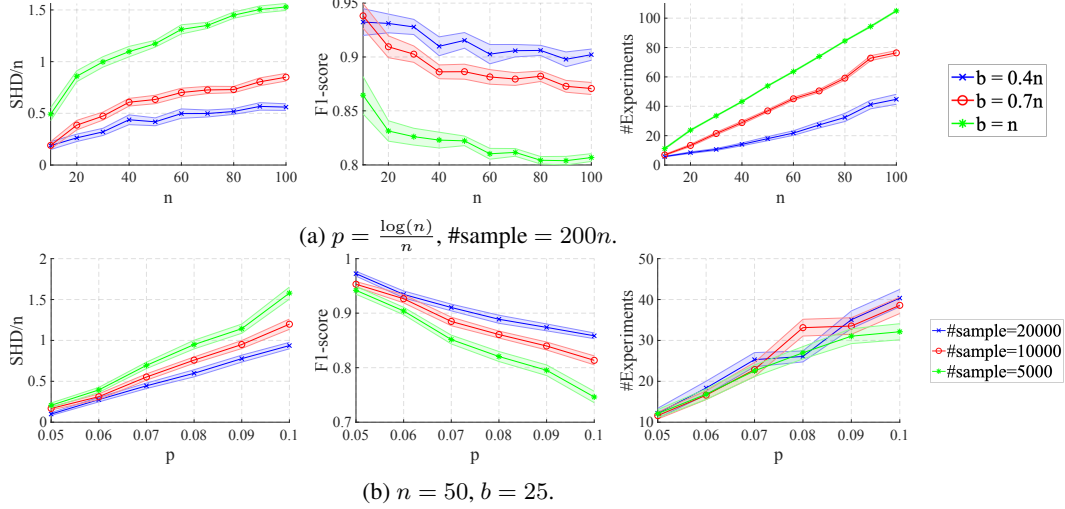 1.5
1
0.5
0
SHD/n
20 40 60 80 100
n
0.95
0.9
0.85
0.8
F1-score
20 40 60 80 100
n
100
80
60
40
20
0
#Experiments
20 40 60 80 100
n
b = 0.4n
b = 0.7n
b = n
(a) p = log(n)/n, #sample = 200n.
2
1.5
1
0.5
0
SHD/n
0.05 0.06 0.07 0.08 0.09 0.1
p
1
0.9
0.8
0.7
F1-score
0.05 0.06 0.07 0.08 0.09 0.1
p
50
40
30
20
10
#Experiments
0.05 0.06 0.07 0.08 0.09 0.1
p
#sample=20000
#sample=10000
#sample=5000
(b) n = 50, b = 25.